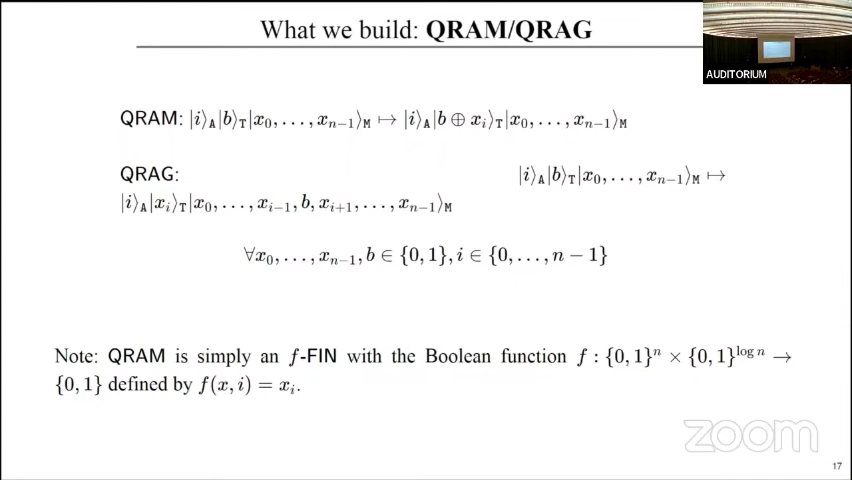 What we build: QRAM/QRAG
AUDITORIUM
QRAM: |i⟩_A|b⟩_T|x_0, . . . , x_{n−1}⟩_M ↦ |i⟩_A|b ⊕ x_i⟩_T|x_0, . . . , x_{n−1}⟩_M
QRAG: |i⟩_A|b⟩_T|x_0, . . . , x_{n−1}⟩_M ↦
|i⟩_A|x_i⟩_T|x_0, . . . , x_{i−1}, b, x_{i+1}, . . . , x_{n−1}⟩_M
∀x_0, . . . , x_{n−1}, b ∈ {0, 1}, i ∈ {0, . . . , n − 1}
Note: QRAM is simply an f-FIN with the Boolean function f : {0, 1}^n × {0, 1}^{log n} →
{0, 1} defined by f(x, i) = x_i.
zoom
17